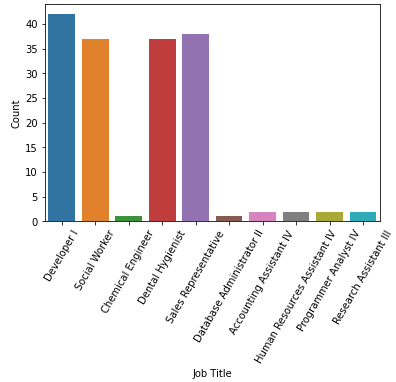 40
35
30
25
20
15
10
5
0
Count
Developer I
Social Worker
Chemical Engineer
Dental Hygienist
Sales Representative
Database Administrator II
Accounting Assistant IV
Human Resources Assistant IV
Programmer Analyst IV
Research Assistant III
Job Title